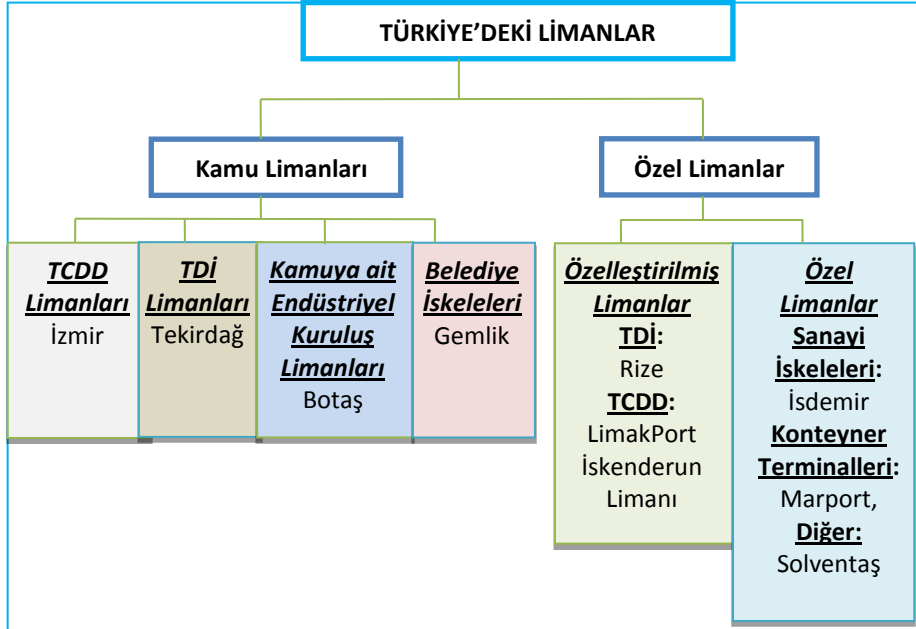 TÜRKİYE'DEKİ LİMANLAR
Kamu Limanları
Özel Limanlar
TCDD
Limanları
İzmir
TDİ
Limanları
Tekirdağ
Kamuya ait
Endüstriyel
Kuruluş
Limanları
Botaş
Belediye
İskeleleri
Gemlik
Özelleştirilmiş
Limanlar
TDİ:
Rize
TCDD:
LimakPort
İskenderun
Limanı
Özel
Limanlar
Sanayi
İskeleleri:
İsdemir
Konteyner
Terminalleri:
Marport,
Diğer:
Solventaş